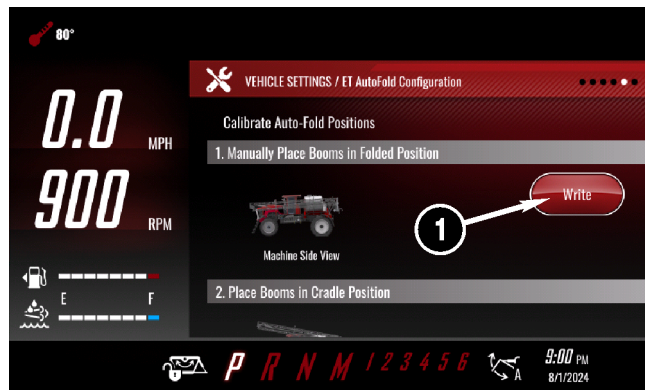 80°
VEHICLE SETTINGS / ET AutoFold Configuration
Calibrate Auto-Fold Positions
0.0 MPH
1. Manually Place Booms in Folded Position
Write
1
900 RPM
Machine Side View
E F
2. Place Booms in Cradle Position
P R N M 1 2 3 4 5 6
A
9:00 PM
8/1/2024